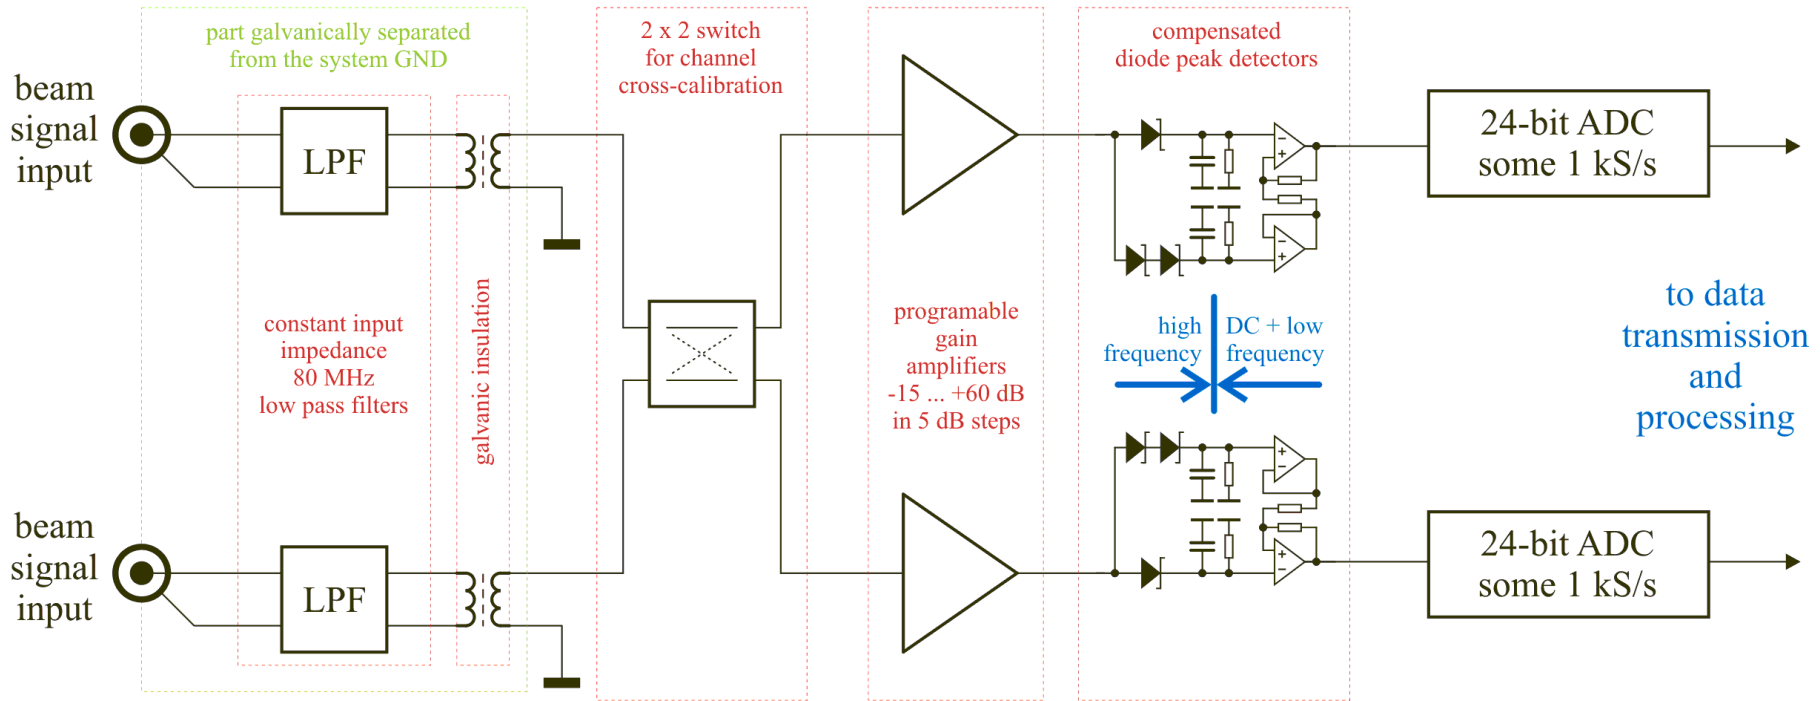 part galvanically separated
from the system GND
2 x 2 switch
for channel
cross-calibration
compensated
diode peak detectors
beam
signal
input
LPF
24-bit ADC
some 1 kS/s
constant input
impedance
80 MHz
low pass filters
galvanic insulation
programable
gain
amplifiers
-15 ... +60 dB
in 5 dB steps
high
frequency
DC + low
frequency
to data
transmission
and
processing
beam
signal
input
LPF
24-bit ADC
some 1 kS/s